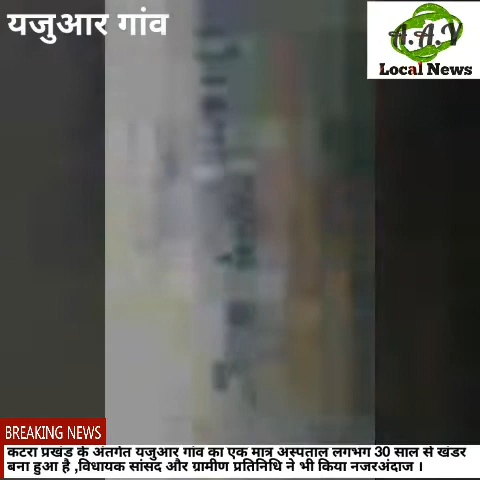 यजुआर गांव
A.A.Y
Local News
BREAKING NEWS
कटरा प्रखंड के अंतर्गत यजुआर गांव का एक मात्र अस्पताल लगभग 30 साल से खंडर
बना हुआ है ,विधायक सांसद और ग्रामीण प्रतिनिधि ने भी किया नजरअंदाज ।